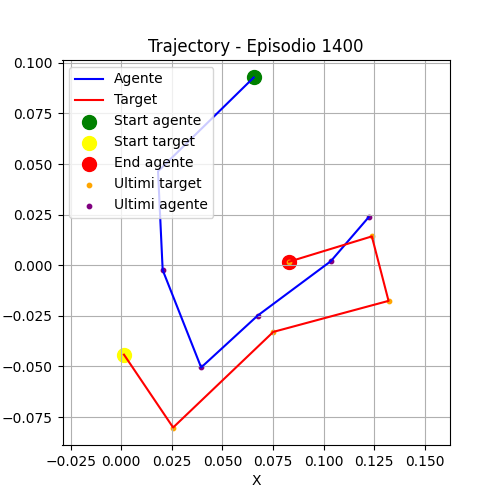 Trajectory - Episodio 1400
Agente
Target
Start agente
Start target
End agente
Ultimi target
Ultimi agente
0.100
0.075
0.050
0.025
0.000
−0.025
−0.050
−0.075
−0.025 0.000 0.025 0.050 0.075 0.100 0.125 0.150
X